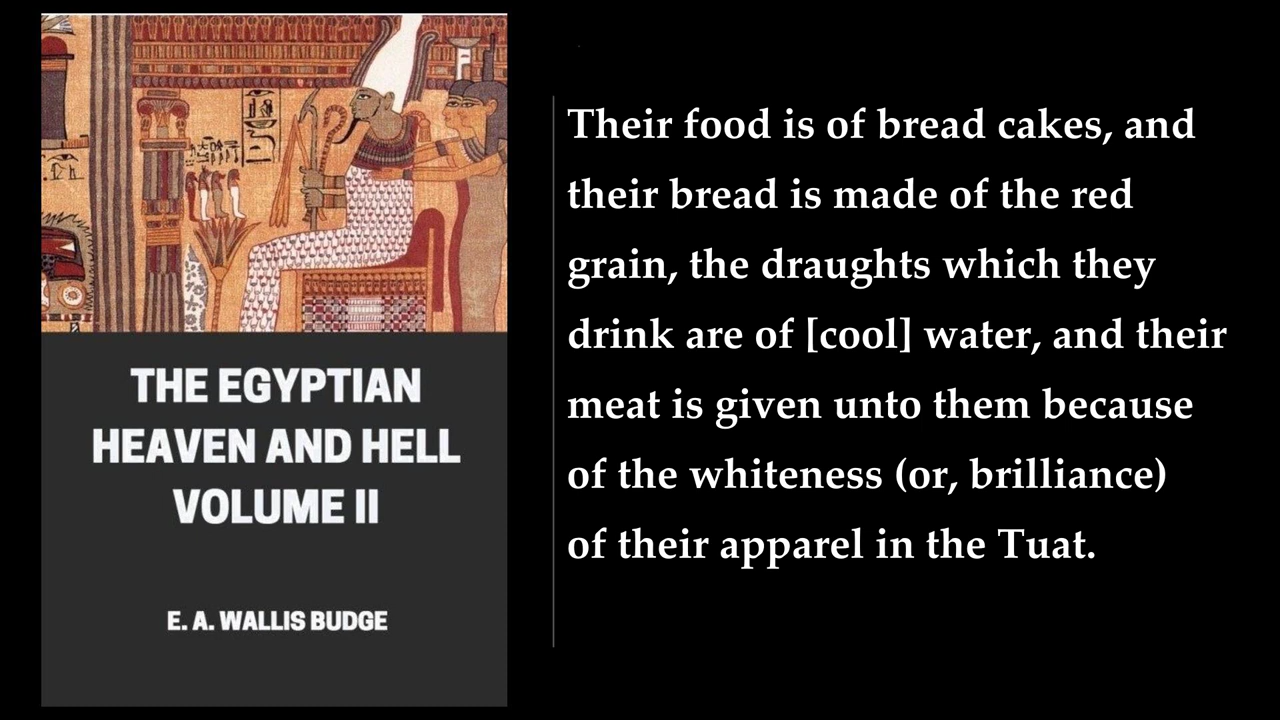 THE EGYPTIAN
HEAVEN AND HELL
VOLUME II
E. A. WALLIS BUDGE
Their food is of bread cakes, and
their bread is made of the red
grain, the draughts which they
drink are of [cool] water, and their
meat is given unto them because
of the whiteness (or, brilliance)
of their apparel in the Tuat.